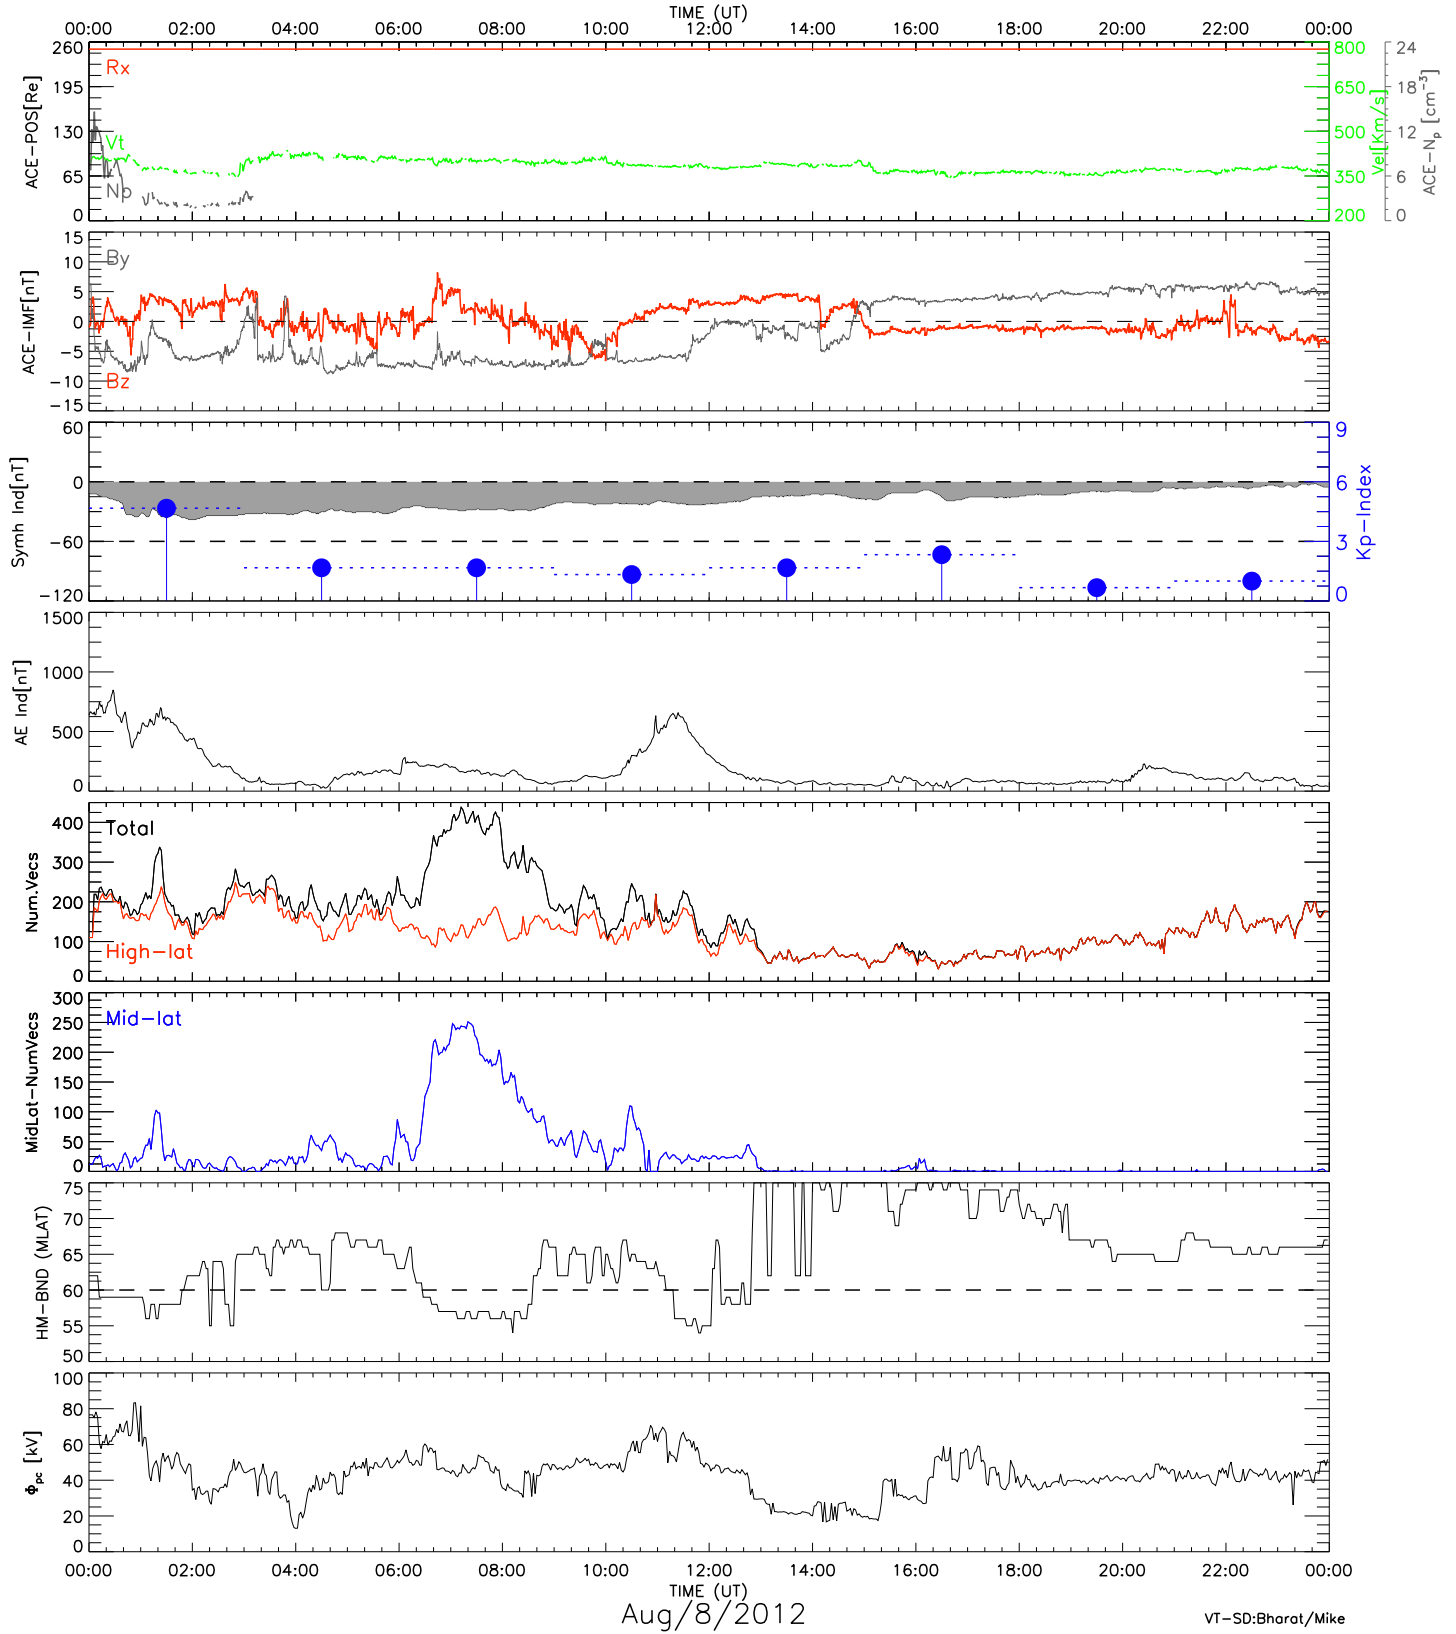 TIME (UT)
00:00 02:00 04:00 06:00 08:00 10:00 12:00 14:00 16:00 18:00 20:00 22:00 00:00
ACE-POS[Re]
260
195
130
65
0
Rx
Vt
Np
800
650
500
350
200
Vel[Km/s]
24
18
12
6
0
ACE-Np [cm-3]
ACE-IMF[nT]
15
10
5
0
-5
-10
-15
By
Bz
Symh Ind[nT]
60
0
-60
-120
9
6
3
0
Kp-Index
AE Ind[nT]
1500
1000
500
0
Num.Vecs
400
300
200
100
0
Total
High-lat
MidLat-NumVecs
300
250
200
150
100
50
0
Mid-lat
HM-BND (MLAT)
75
70
65
60
55
50
Φpc [kV]
100
80
60
40
20
0
00:00 02:00 04:00 06:00 08:00 10:00 12:00 14:00 16:00 18:00 20:00 22:00 00:00
TIME (UT)
Aug/8/2012
VT-SD:Bharat/Mike